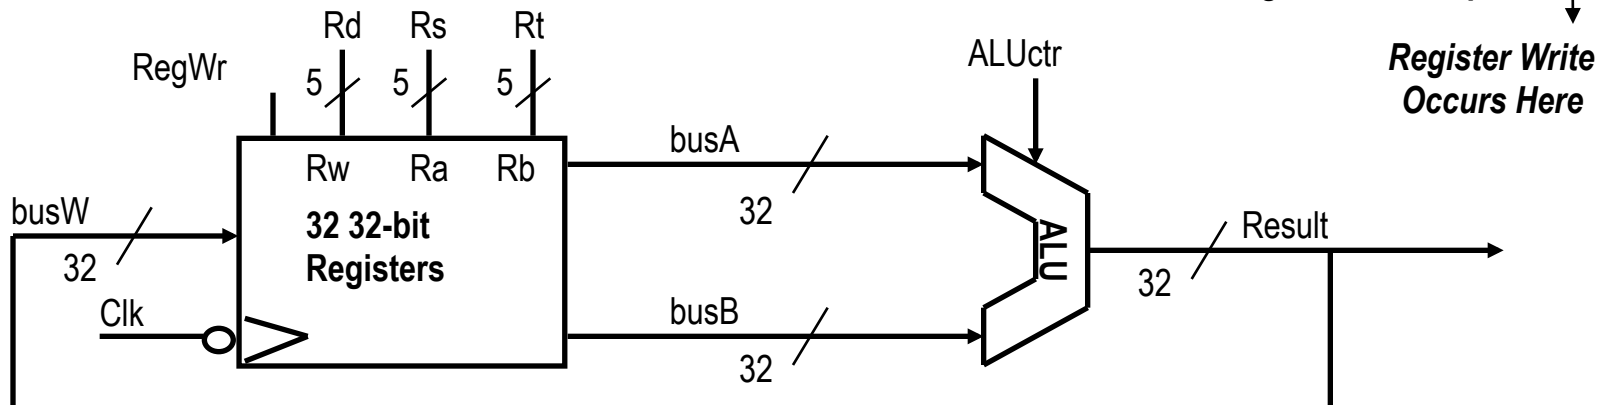 Rd Rs Rt
RegWr 5 5 5
ALUctr
Register Write
Occurs Here
busA
32
Rw Ra Rb
busW
32
32 32-bit
Registers
ALU
Result
32
Clk
busB
32